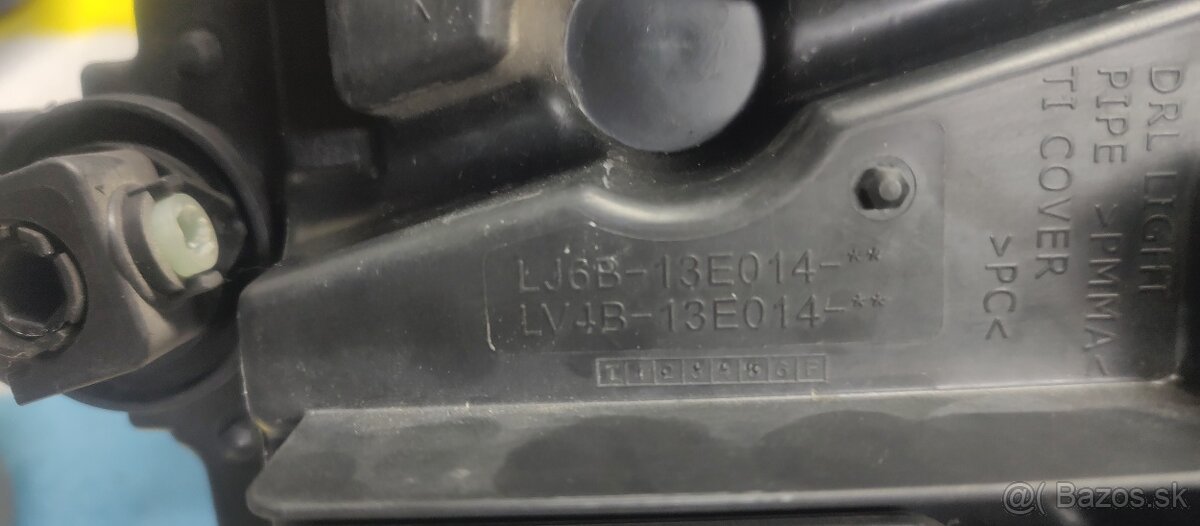 LJ6B-13E014-**
LV4B-13E014-**
DRL LIGHT
PIPE >PMMA<
TI COVER
>PC<
@( Bazos.sk